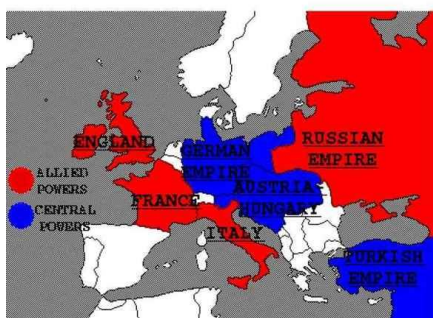 ENGLAND
GERMAN
EMPIRE
RUSSIAN
EMPIRE
ALLIED
POWERS
CENTRAL
POWERS
FRANCE
AUSTRIA
HUNGARY
ITALY
TURKISH
EMPIRE